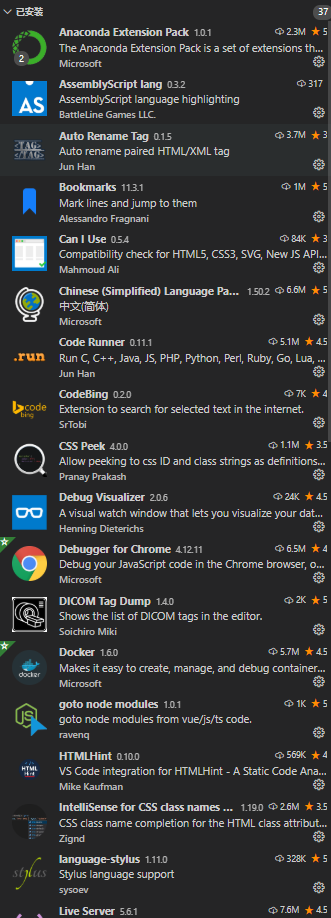 已安装 37
Anaconda Extension Pack 1.0.1 2.3M 5
The Anaconda Extension Pack is a set of extensions th...
2
Microsoft
AssemblyScript lang 0.3.2 317
AS
AssemblyScript language highlighting
BattleLine Games LLC.
Auto Rename Tag 0.1.5 3.7M 3
<TAG>
</TAG>
Auto rename paired HTML/XML tag
Jun Han
Bookmarks 11.3.1 1M 5
Mark lines and jump to them
Alessandro Fragnani
Can I Use 0.5.4 84K 3
Compatibility check for HTML5, CSS3, SVG, New JS API...
Mahmoud Ali
Chinese (Simplified) Language Pa... 1.50.2 6.6M 5
中文(简体)
Microsoft
Code Runner 0.11.1 5.1M 4.5
.run
Run C, C++, Java, JS, PHP, Python, Perl, Ruby, Go, Lua, ...
Jun Han
CodeBing 0.2.0 7K 4
code
bing
Extension to search for selected text in the internet.
SrTobi
CSS Peek 4.0.0 1.1M 3.5
Allow peeking to css ID and class strings as definitions...
Pranay Prakash
Debug Visualizer 2.0.6 24K 4.5
A visual watch window that lets you visualize your dat...
Henning Dieterichs
Debugger for Chrome 4.12.11 6.5M 4
Debug your JavaScript code in the Chrome browser, o...
Microsoft
DICOM Tag Dump 1.4.0 2K 5
Shows the list of DICOM tags in the editor.
Soichiro Miki
Docker 1.6.0 5.7M 4.5
docker
Makes it easy to create, manage, and debug container...
Microsoft
goto node modules 1.0.1 1K 5
JS
goto node modules from vue/js/ts code.
ravenq
HTMLHint 0.10.0 569K 4
HTML
Hint
VS Code integration for HTMLHint - A Static Code Ana...
Mike Kaufman
IntelliSense for CSS class names ... 1.19.0 2.6M 3.5
CSS class name completion for the HTML class attribut...
Zignd
language-stylus 1.11.0 328K 5
stylus
Stylus language support
sysoev
Live Server 5.6.1 7.6M 4.5